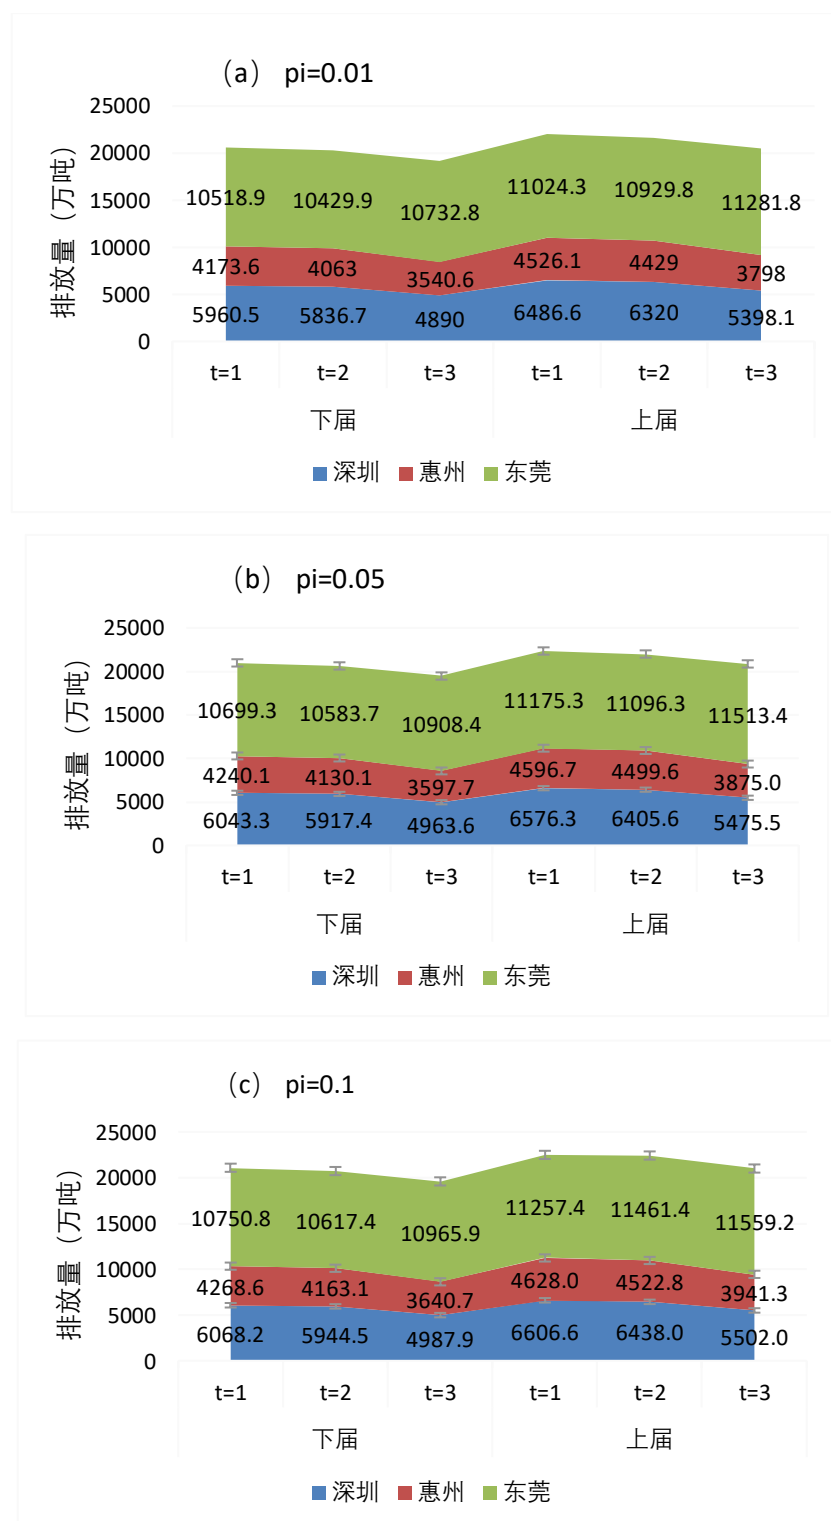 （a） pi=0.01
排放量（万吨）
25000
20000
15000
10000
5000
0
10518.9 10429.9 10732.8 11024.3 10929.8 11281.8
4173.6 4063 3540.6 4526.1 4429 3798
5960.5 5836.7 4890 6486.6 6320 5398.1
t=1 t=2 t=3 t=1 t=2 t=3
下届 上届
深圳 惠州 东莞
（b） pi=0.05
排放量（万吨）
25000
20000
15000
10000
5000
0
10699.3 10583.7 10908.4 11175.3 11096.3 11513.4
4240.1 4130.1 3597.7 4596.7 4499.6 3875.0
6043.3 5917.4 4963.6 6576.3 6405.6 5475.5
t=1 t=2 t=3 t=1 t=2 t=3
下届 上届
深圳 惠州 东莞
（c） pi=0.1
排放量（万吨）
25000
20000
15000
10000
5000
0
10750.8 10617.4 10965.9 11257.4 11461.4 11559.2
4268.6 4163.1 3640.7 4628.0 4522.8 3941.3
6068.2 5944.5 4987.9 6606.6 6438.0 5502.0
t=1 t=2 t=3 t=1 t=2 t=3
下届 上届
深圳 惠州 东莞